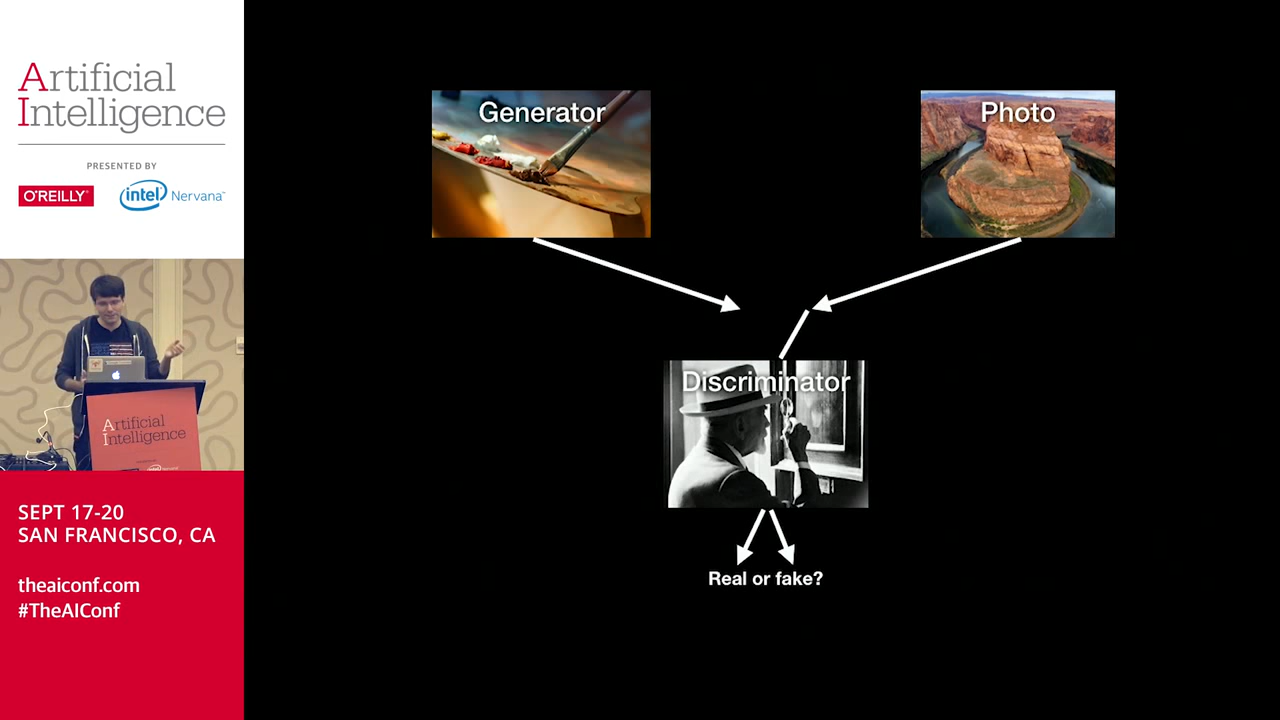 Artificial
Intelligence
PRESENTED BY
O'REILLY®
intel Nervana™
Artificial
Intelligence
SEPT 17-20
SAN FRANCISCO, CA
theaiconf.com
#TheAIConf
Generator
Photo
Discriminator
Real or fake?